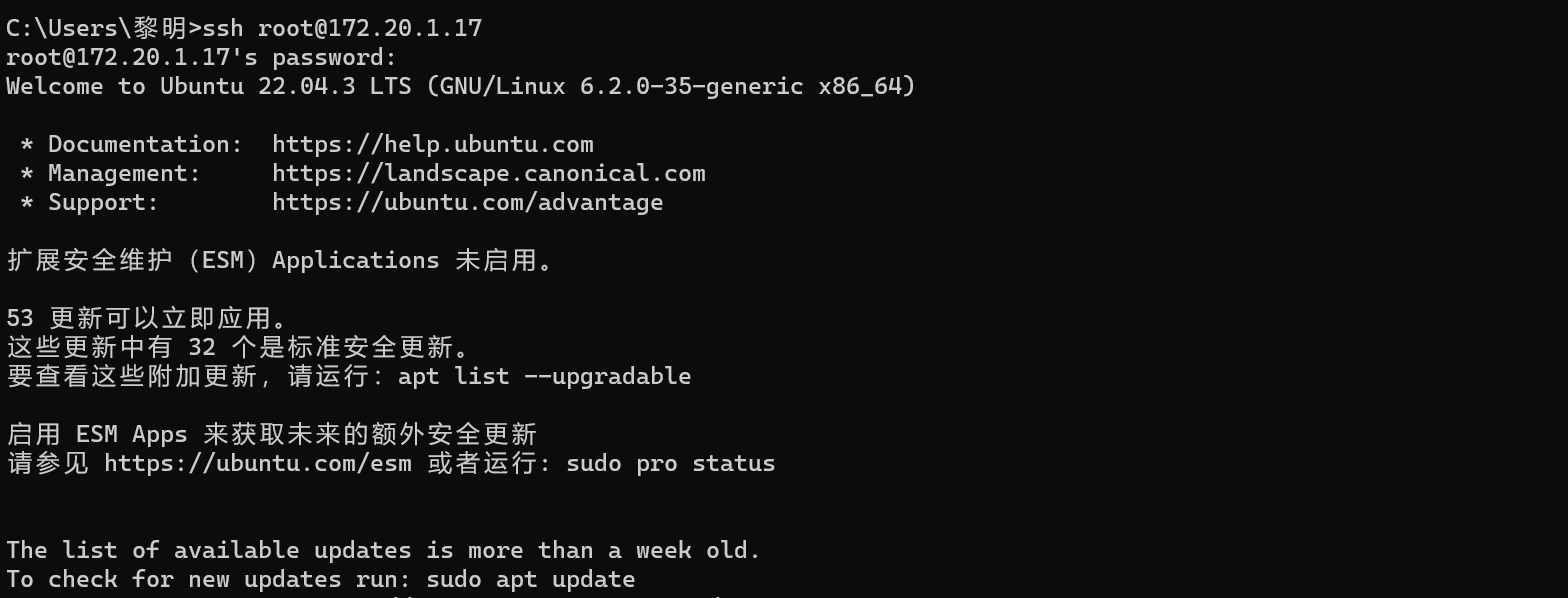 C:\Users\黎明>ssh root@172.20.1.17
root@172.20.1.17's password:
Welcome to Ubuntu 22.04.3 LTS (GNU/Linux 6.2.0-35-generic x86_64)
* Documentation:  https://help.ubuntu.com
* Management:     https://landscape.canonical.com
* Support:        https://ubuntu.com/advantage
扩展安全维护（ESM）Applications 未启用。
53 更新可以立即应用。
这些更新中有 32 个是标准安全更新。
要查看这些附加更新，请运行：apt list --upgradable
启用 ESM Apps 来获取未来的额外安全更新
请参见 https://ubuntu.com/esm 或者运行: sudo pro status
The list of available updates is more than a week old.
To check for new updates run: sudo apt update